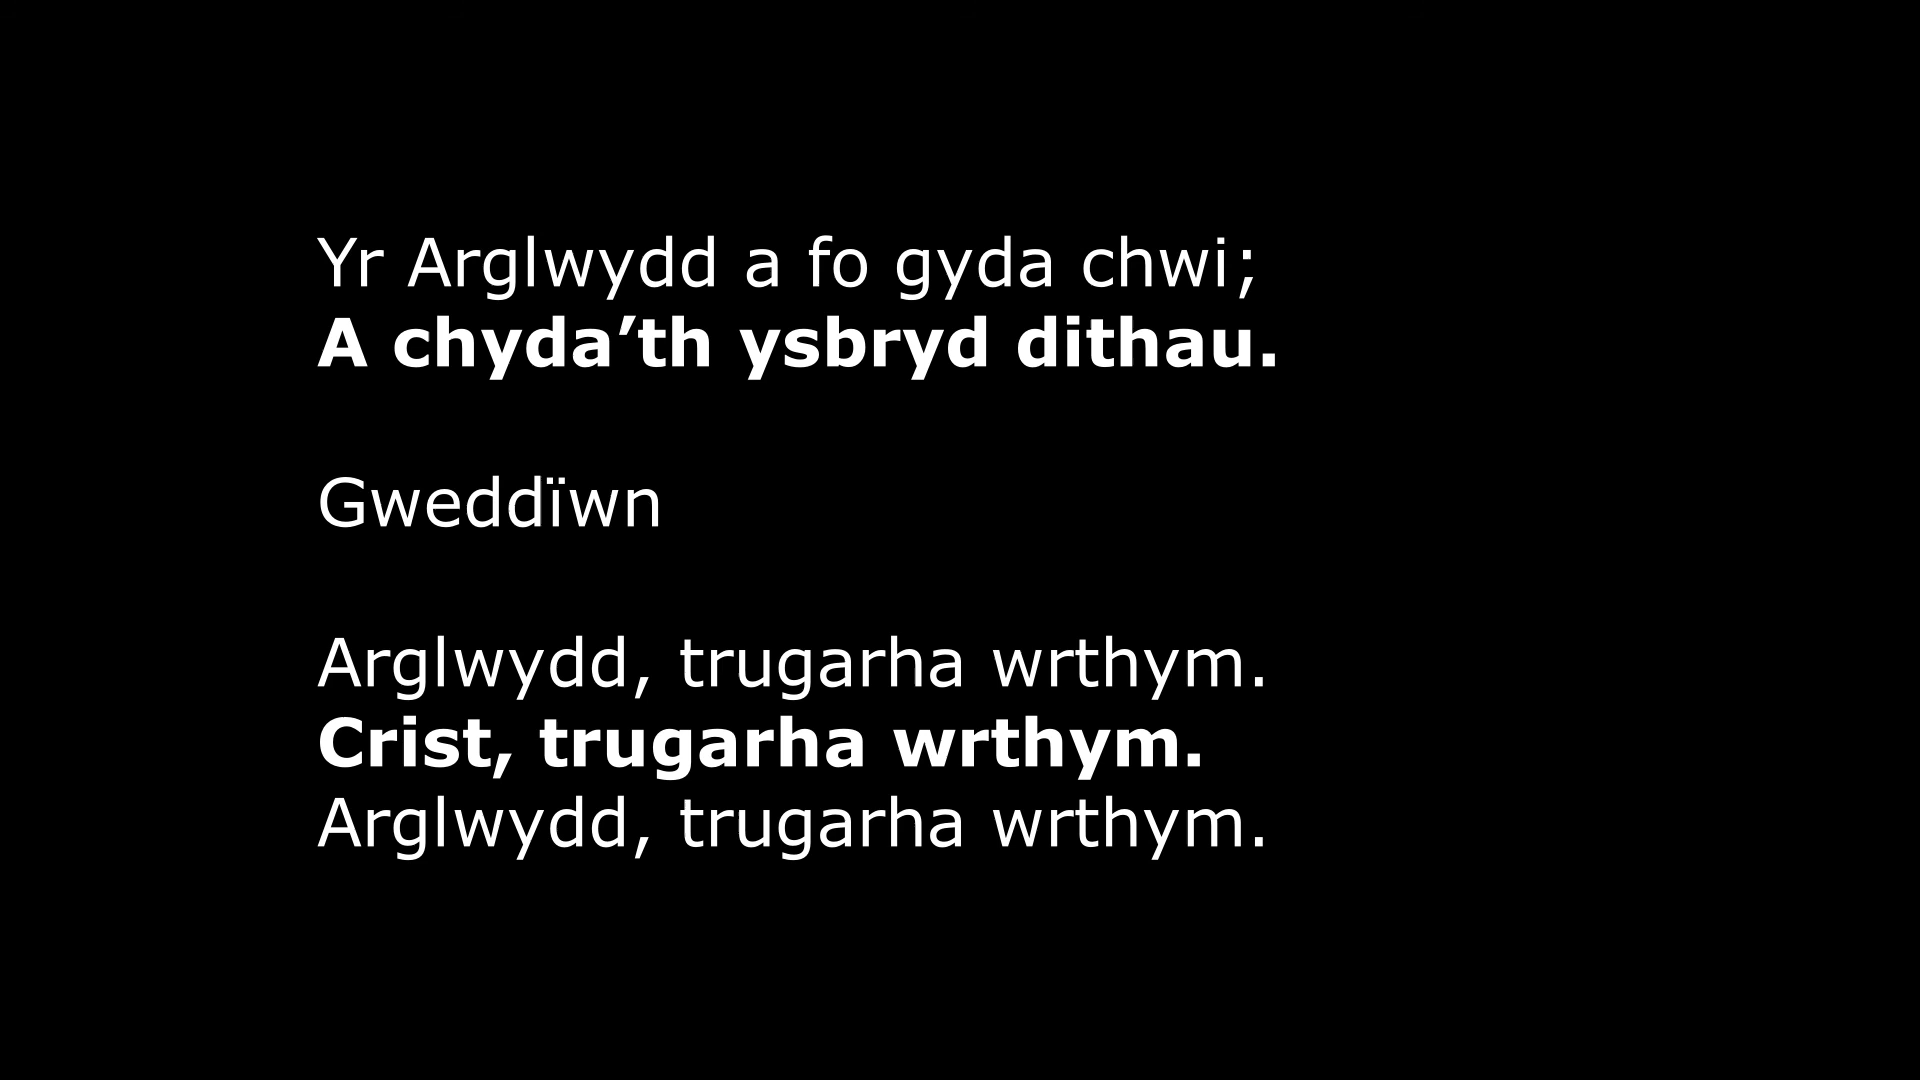 Yr Arglwydd a fo gyda chwi;
A chyda’th ysbryd dithau.
Gweddïwn
Arglwydd, trugarha wrthym.
Crist, trugarha wrthym.
Arglwydd, trugarha wrthym.